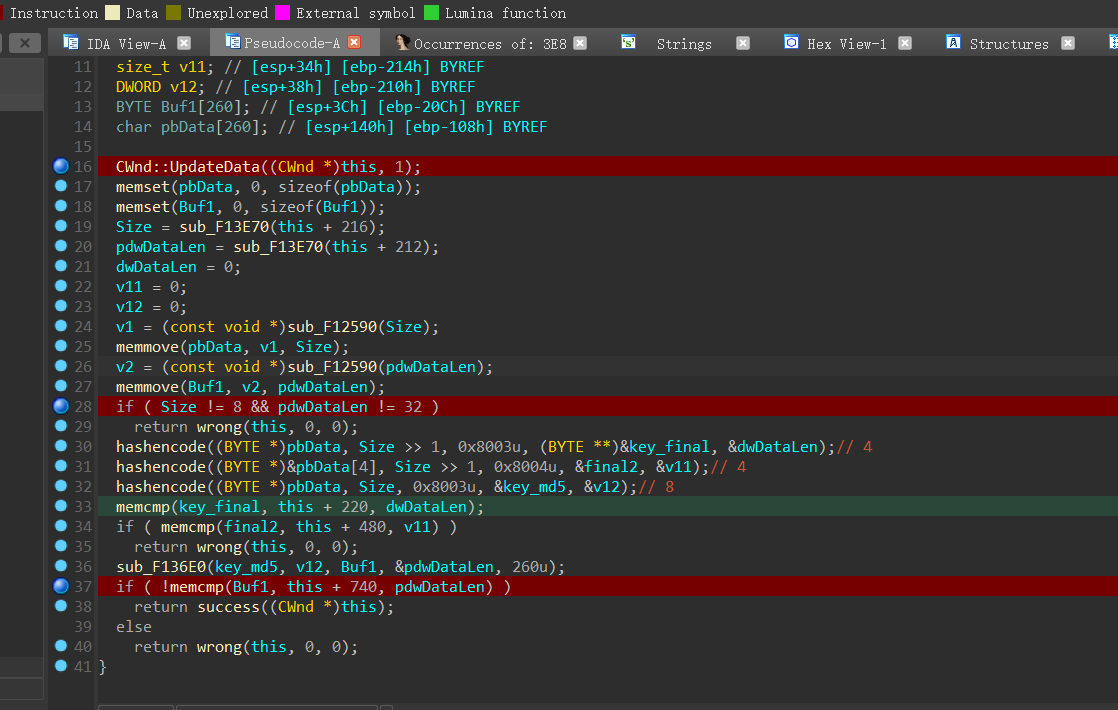 Instruction Data Unexplored External symbol Lumina function
IDA View-A Pseudocode-A Occurrences of: 3E8 Strings Hex View-1 Structures
11 size_t v11; // [esp+34h] [ebp-214h] BYREF
12 DWORD v12; // [esp+38h] [ebp-210h] BYREF
13 BYTE Buf1[260]; // [esp+3Ch] [ebp-20Ch] BYREF
14 char pbData[260]; // [esp+140h] [ebp-108h] BYREF
15
16 CWnd::UpdateData((CWnd *)this, 1);
17 memset(pbData, 0, sizeof(pbData));
18 memset(Buf1, 0, sizeof(Buf1));
19 Size = sub_F13E70(this + 216);
20 pdwDataLen = sub_F13E70(this + 212);
21 dwDataLen = 0;
22 v11 = 0;
23 v12 = 0;
24 v1 = (const void *)sub_F12590(Size);
25 memmove(pbData, v1, Size);
26 v2 = (const void *)sub_F12590(pdwDataLen);
27 memmove(Buf1, v2, pdwDataLen);
28 if ( Size != 8 && pdwDataLen != 32 )
29 return wrong(this, 0, 0);
30 hashencode((BYTE *)pbData, Size >> 1, 0x8003u, (BYTE **)&key_final, &dwDataLen);// 4
31 hashencode((BYTE *)&pbData[4], Size >> 1, 0x8004u, &final2, &v11);// 4
32 hashencode((BYTE *)pbData, Size, 0x8003u, &key_md5, &v12);// 8
33 memcmp(key_final, this + 220, dwDataLen);
34 if ( memcmp(final2, this + 480, v11) )
35 return wrong(this, 0, 0);
36 sub_F136E0(key_md5, v12, Buf1, &pdwDataLen, 260u);
37 if ( !memcmp(Buf1, this + 740, pdwDataLen) )
38 return success((CWnd *)this);
39 else
40 return wrong(this, 0, 0);
41 }